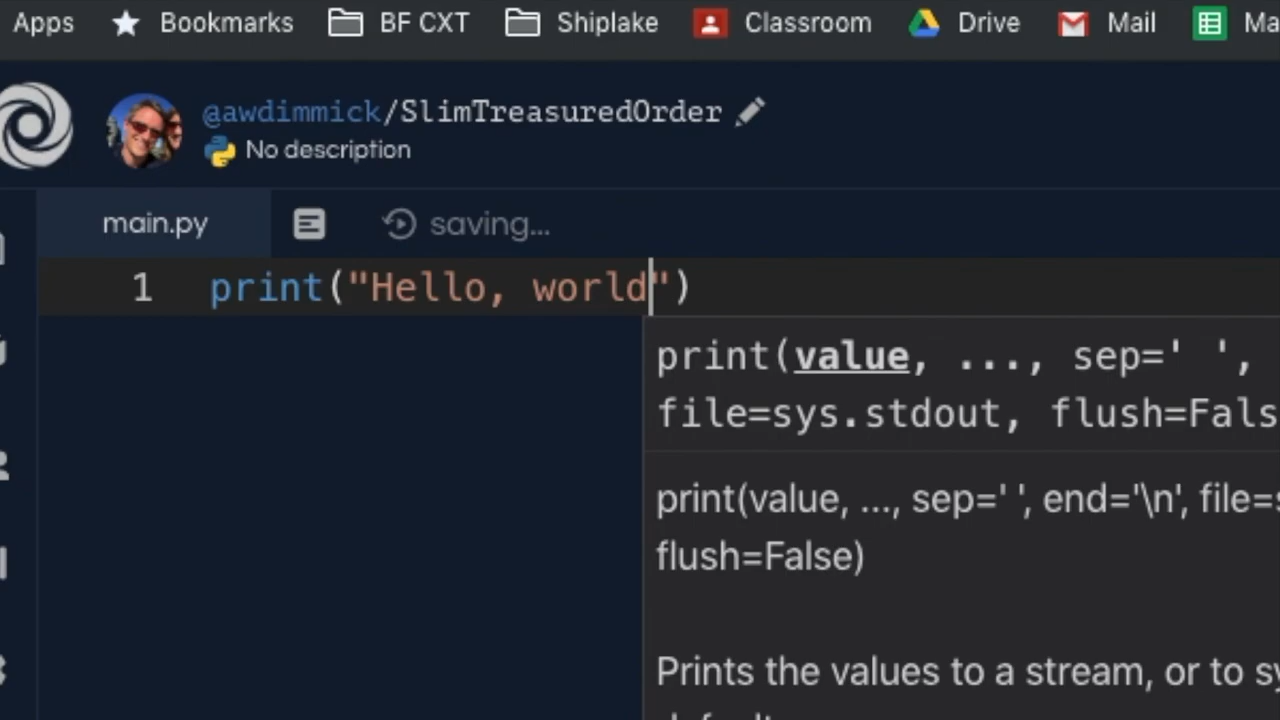 Apps Bookmarks BF CXT Shiplake Classroom Drive Mail Ma
@awdimmick/SlimTreasuredOrder
No description
main.py saving...
1 print("Hello, world")
print(value, ..., sep=' ',
file=sys.stdout, flush=Fals
print(value, ..., sep=' ', end='\n', file=s
flush=False)
Prints the values to a stream, or to sy